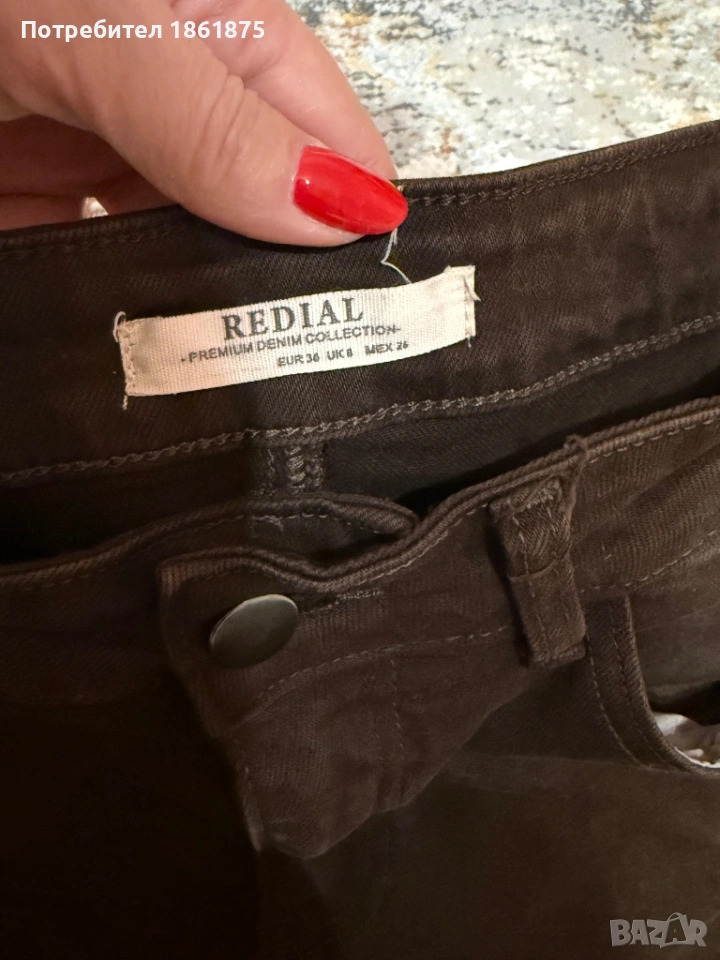 Потребител 1861875
REDIAL
-PREMIUM DENIM COLLECTION-
EUR 36 UK 8 MEX 26
BAZAR